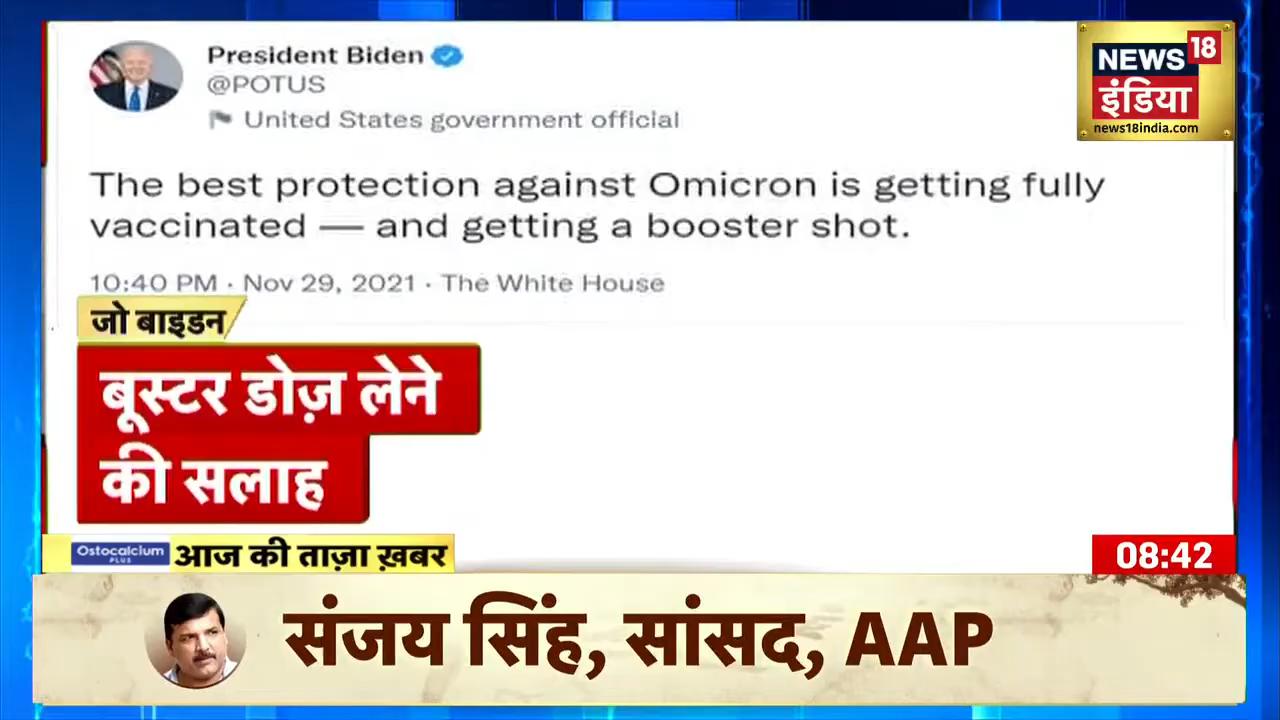 President Biden
@POTUS
United States government official
The best protection against Omicron is getting fully
vaccinated — and getting a booster shot.
10:40 PM · Nov 29, 2021 · The White House
NEWS 18
इंडिया
news18india.com
जो बाइडन
बूस्टर डोज़ लेने
की सलाह
Ostocalcium
PLUS
आज की ताज़ा ख़बर
08:42
संजय सिंह, सांसद, AAP